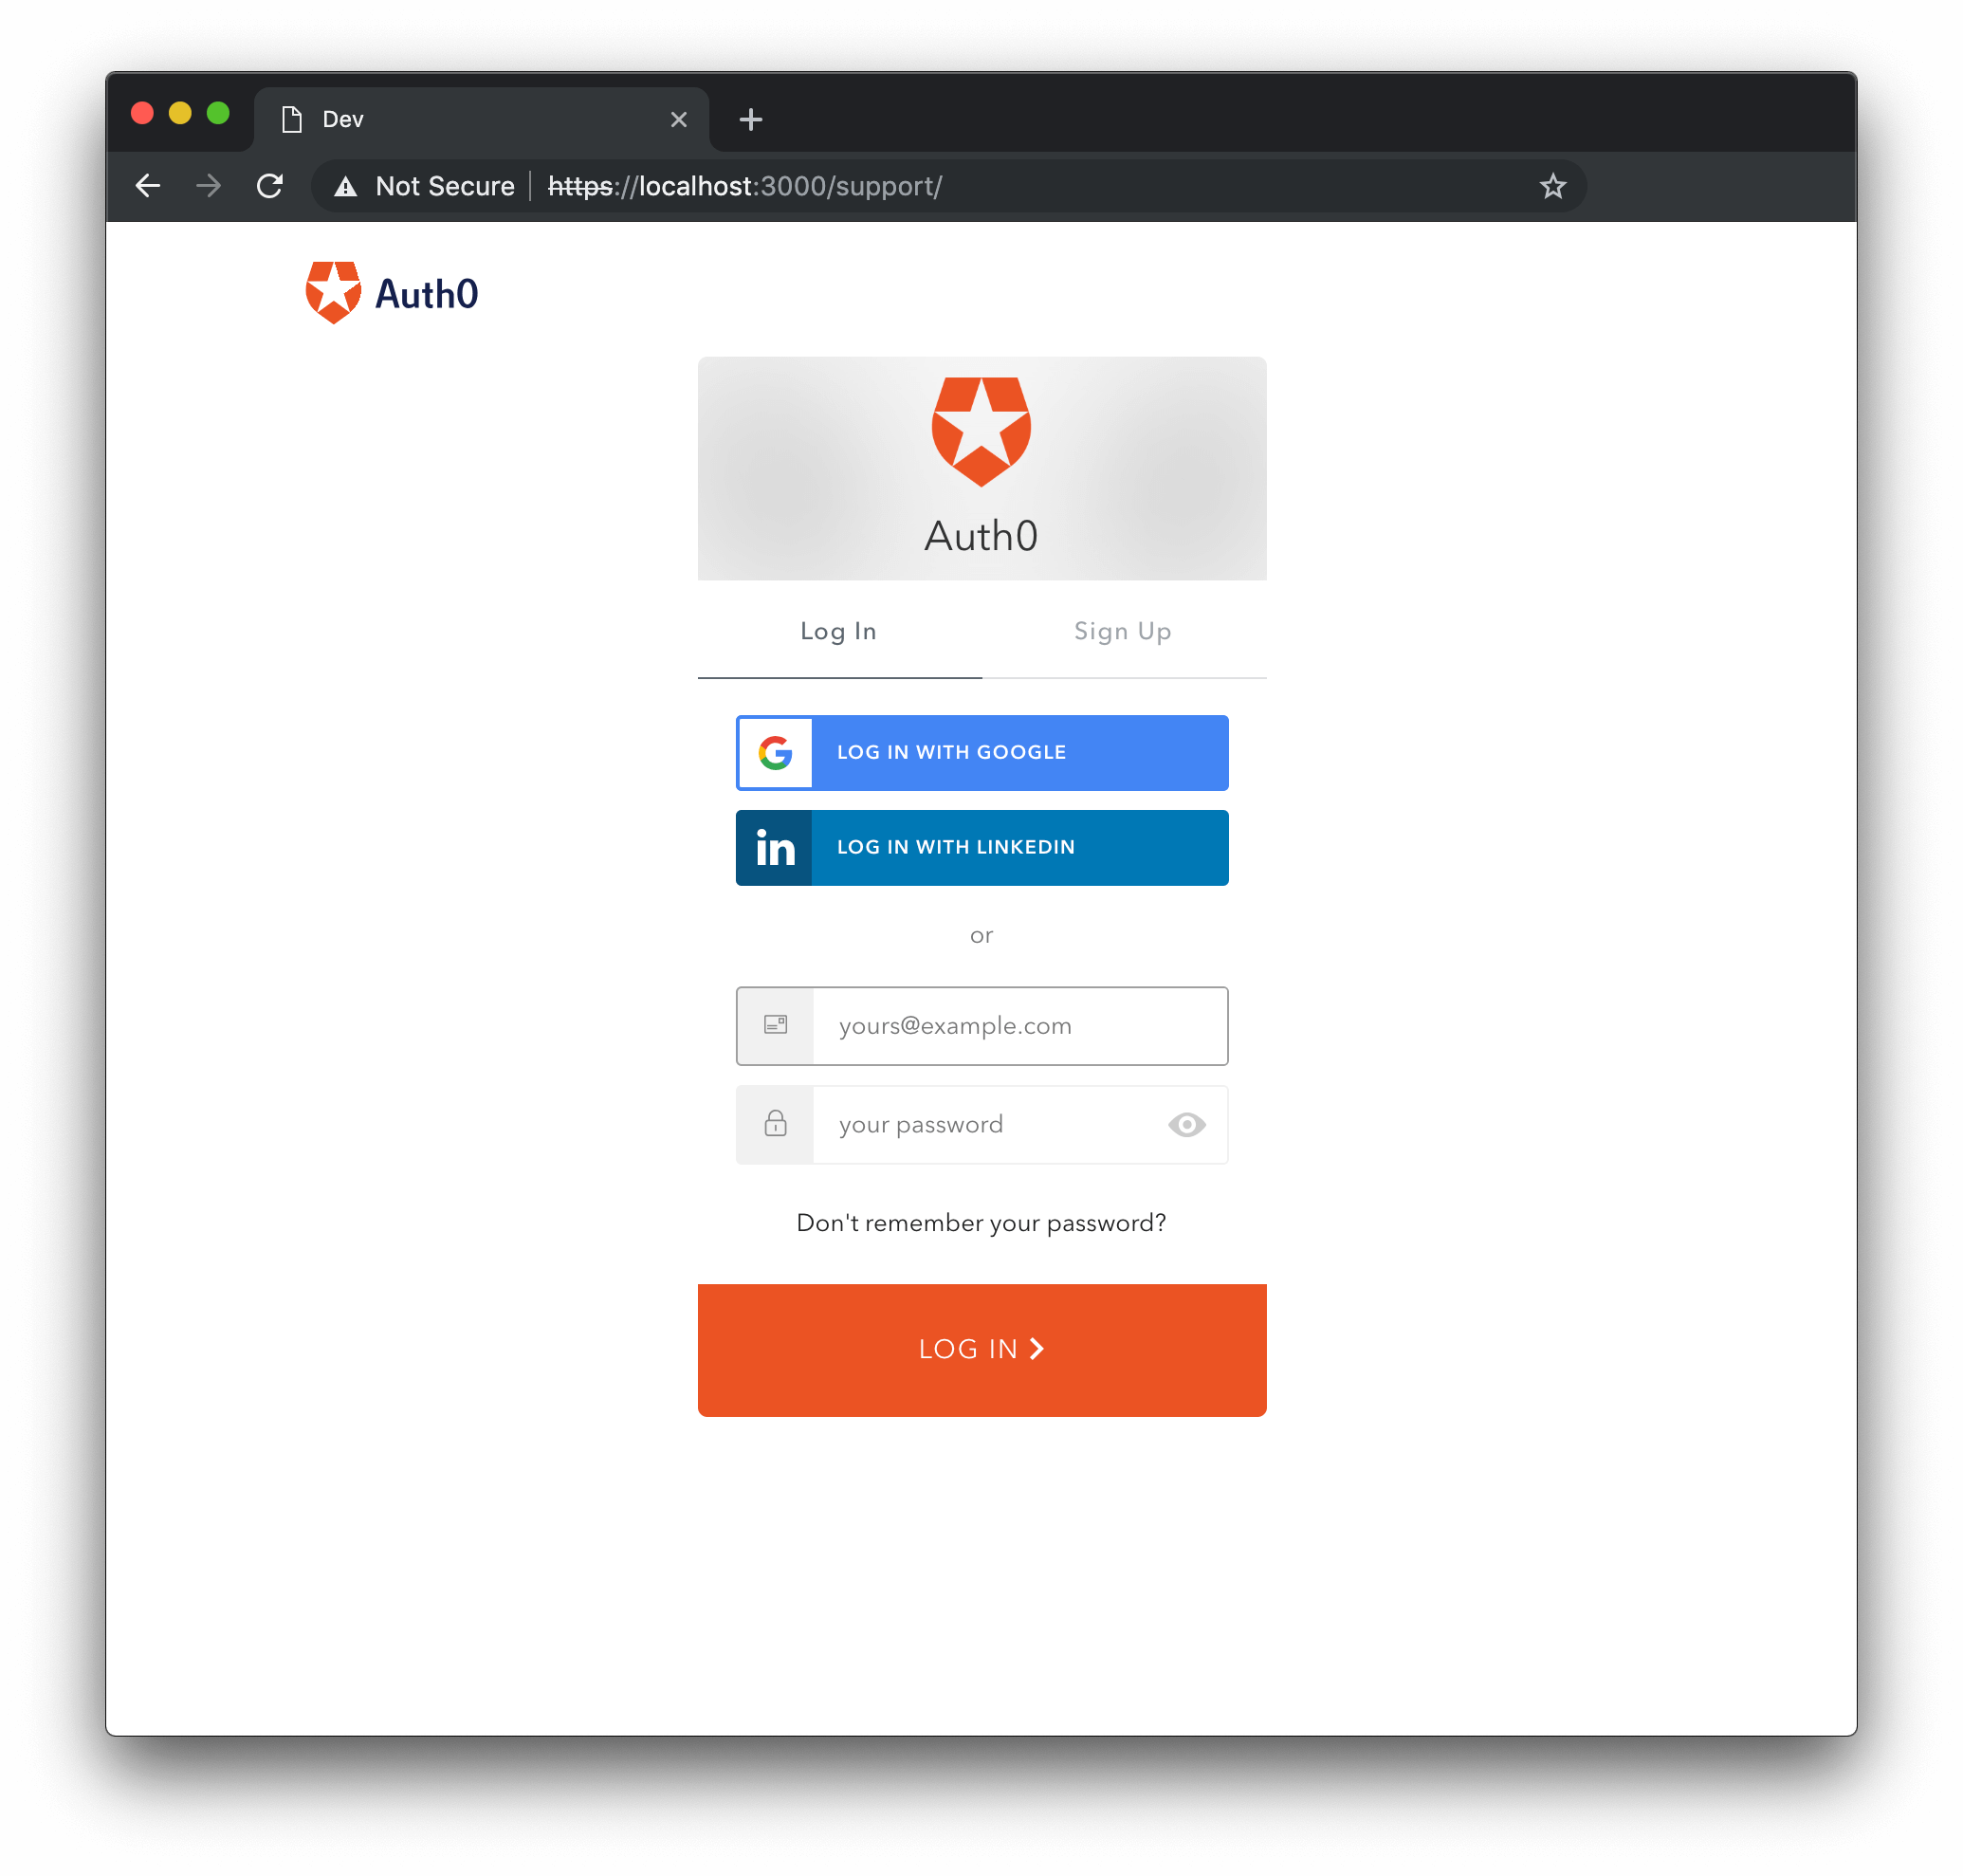 Dev
Not Secure https://localhost:3000/support/
Auth0
Auth0
Log In Sign Up
LOG IN WITH GOOGLE
in LOG IN WITH LINKEDIN
or
yours@example.com
your password
Don't remember your password?
LOG IN